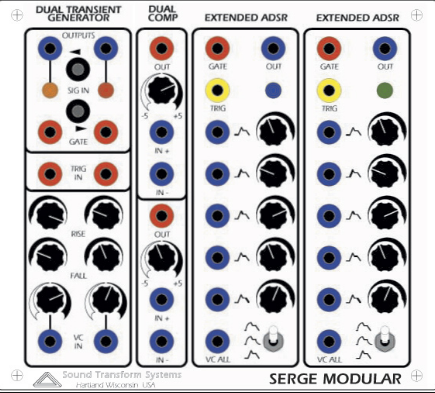 DUAL TRANSIENT
GENERATOR
OUTPUTS
SIG IN
GATE
TRIG
IN
RISE
FALL
VC
IN
DUAL
COMP
OUT
-5 +5
IN +
IN -
OUT
-5 +5
IN +
IN -
EXTENDED ADSR
GATE OUT
TRIG
VC ALL
EXTENDED ADSR
GATE OUT
TRIG
VC ALL
Sound Transform Systems
Hartland Wisconsin USA
SERGE MODULAR